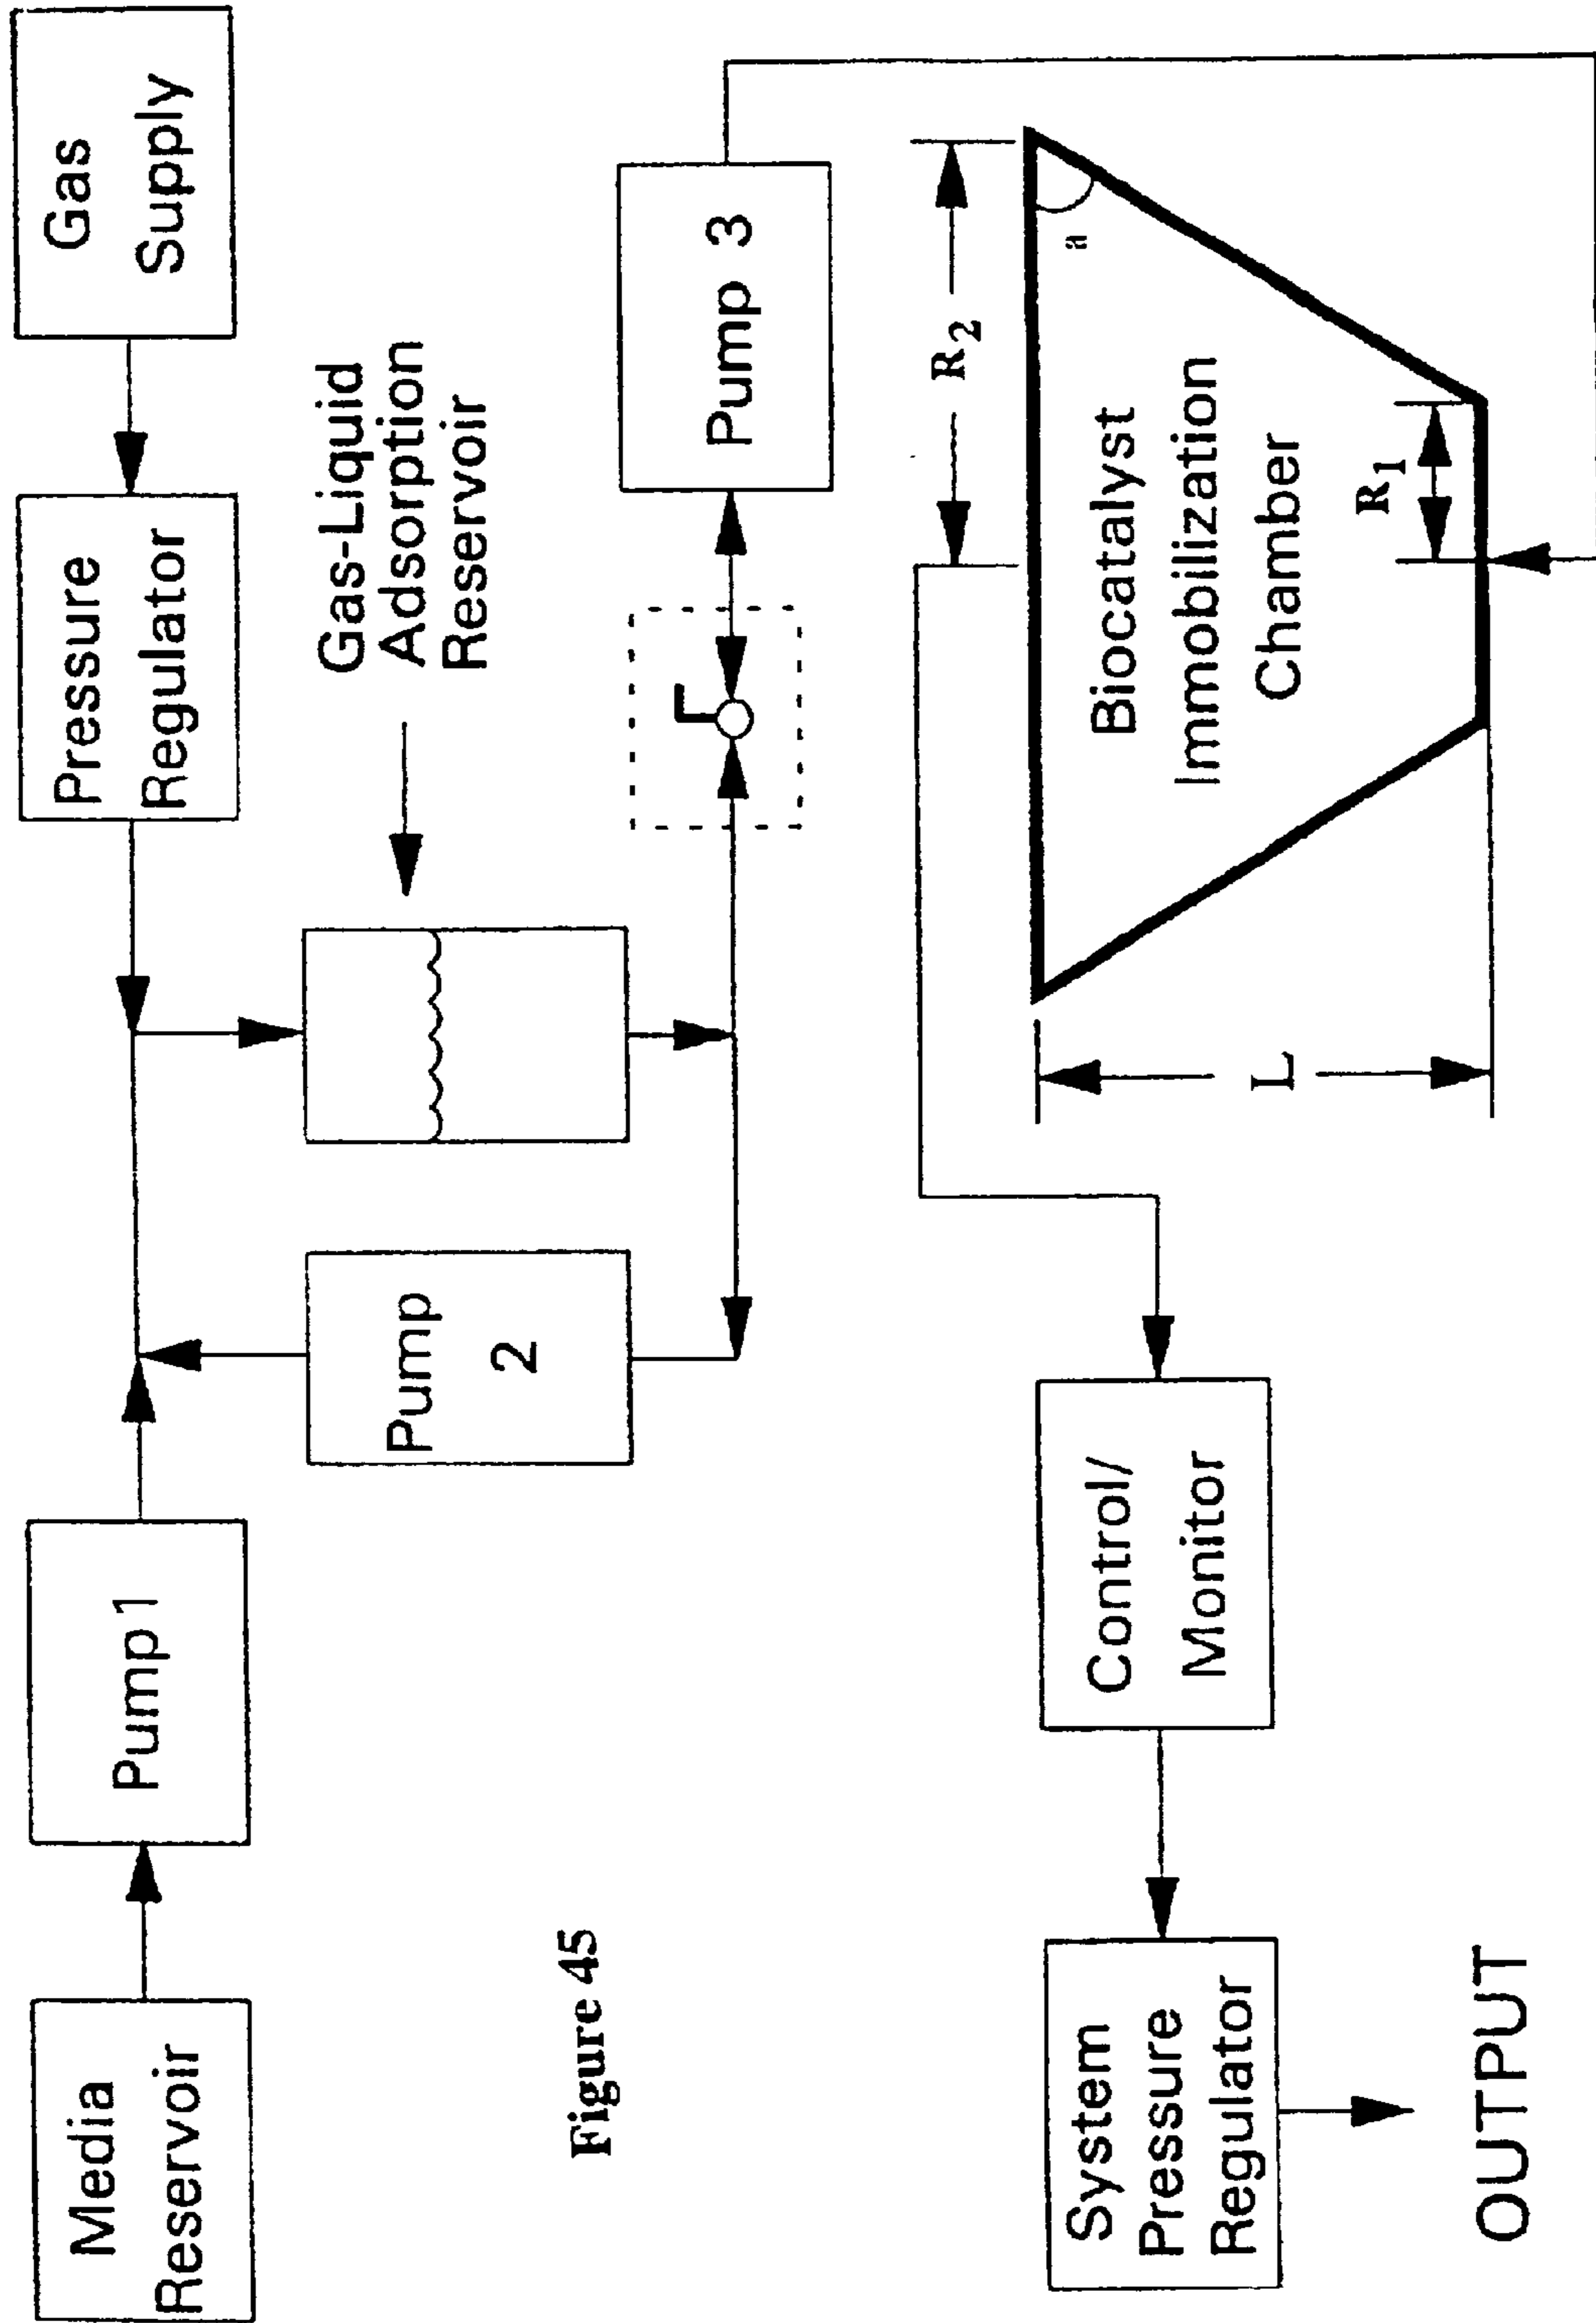 Media
Reservoir
Pump 1
Pump
2
Pressure
Regulator
Gas
Supply
Gas-Liquid
Adsorption
Reservoir
Pump 3
Figure 45
System
Pressure
Regulator
Control/
Monitor
L
R2
a
Biocatalyst
Immobilization
Chamber
R1
OUTPUT